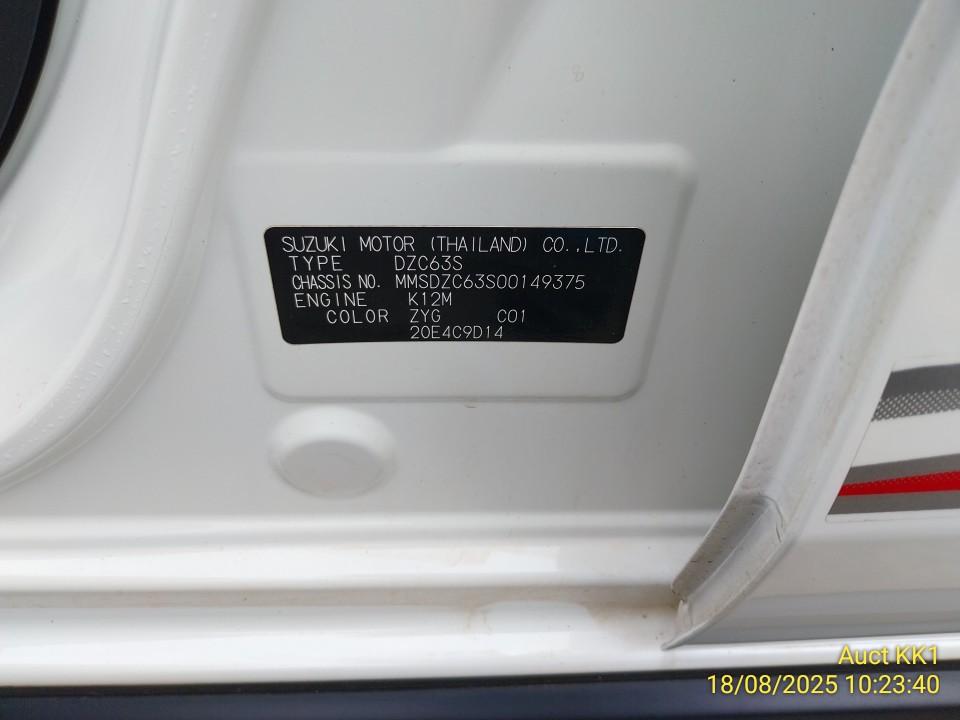 SUZUKI MOTOR (THAILAND) CO.,LTD.
TYPE DZC63S
CHASSIS NO. MMSDZC63S00149375
ENGINE K12M
COLOR ZYG C01
20E4C9D14
Auct KK1
18/08/2025 10:23:40